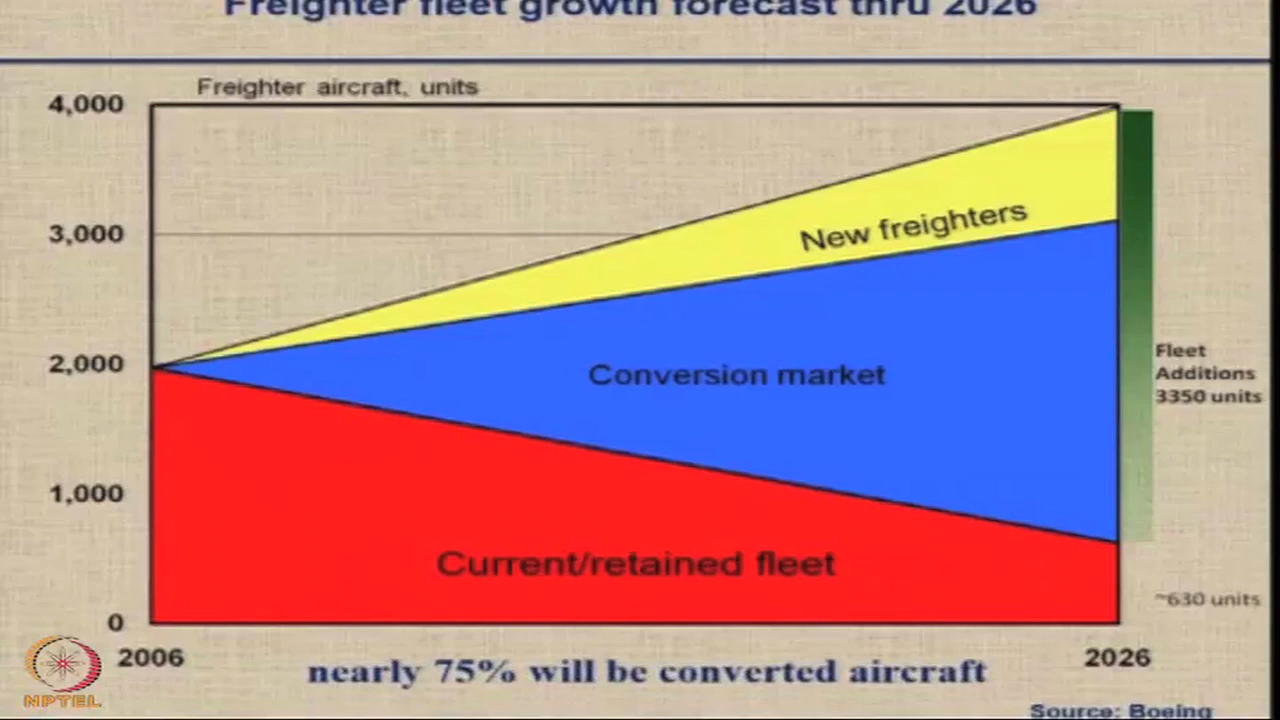 Freighter fleet growth forecast thru 2026
Freighter aircraft, units
4,000
3,000
2,000
1,000
0
New freighters
Conversion market
Current/retained fleet
Fleet
Additions
3350 units
~630 units
2006
2026
nearly 75% will be converted aircraft
NPTEL
Source: Boeing